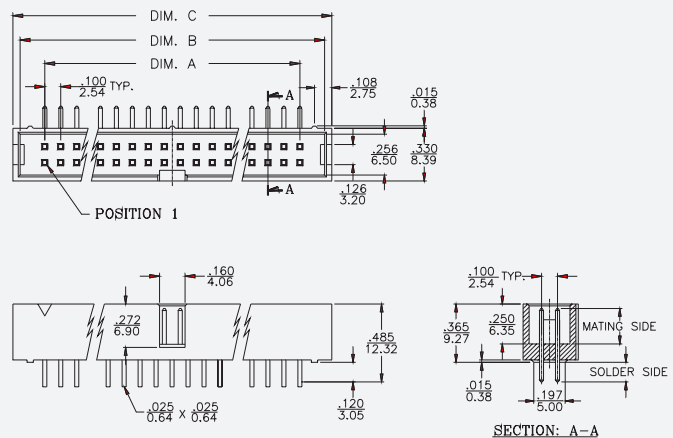 DIM. C
DIM. B
DIM. A
.100
2.54
TYP.
A
.108
2.75
.015
0.38
.256
6.50
.330
8.39
.126
3.20
A
POSITION 1
.160
4.06
.272
6.90
.485
12.32
.120
3.05
.025
0.64
X
.025
0.64
.100
2.54
TYP.
.365
9.27
.250
6.35
MATING SIDE
SOLDER SIDE
.015
0.38
.197
5.00
SECTION: A-A